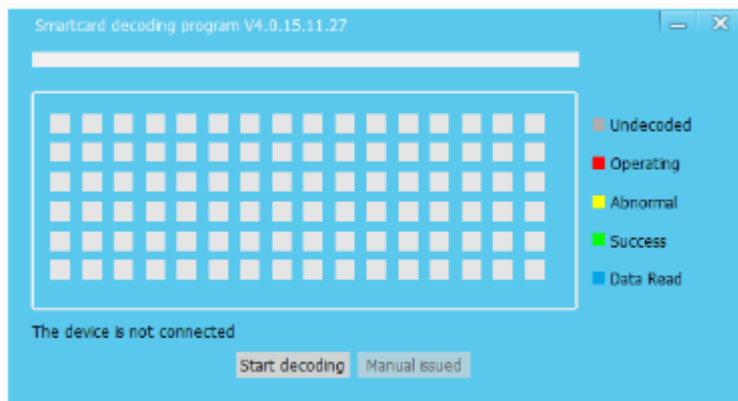 Smartcard decoding program V4.0.15.11.27
Undecoded
Operating
Abnormal
Success
Data Read
The device is not connected
Start decoding
Manual issued